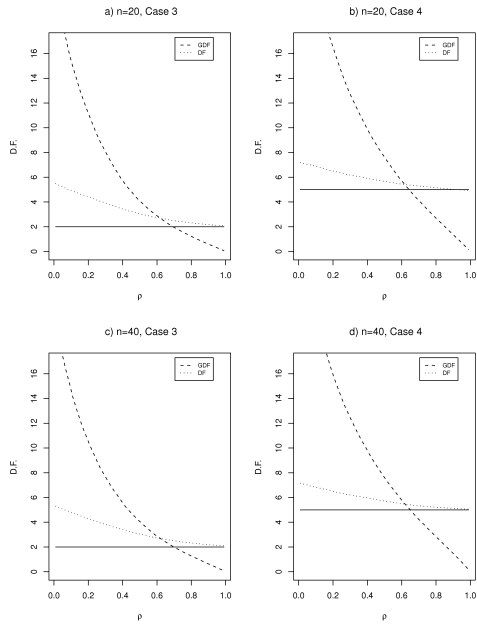 a) n=20, Case 3
GDF
DF
D.F.
0 2 4 6 8 10 12 14 16
0.0 0.2 0.4 0.6 0.8 1.0
ρ
b) n=20, Case 4
GDF
DF
D.F.
0 2 4 6 8 10 12 14 16
0.0 0.2 0.4 0.6 0.8 1.0
ρ
c) n=40, Case 3
GDF
DF
D.F.
0 2 4 6 8 10 12 14 16
0.0 0.2 0.4 0.6 0.8 1.0
ρ
d) n=40, Case 4
GDF
DF
D.F.
0 2 4 6 8 10 12 14 16
0.0 0.2 0.4 0.6 0.8 1.0
ρ